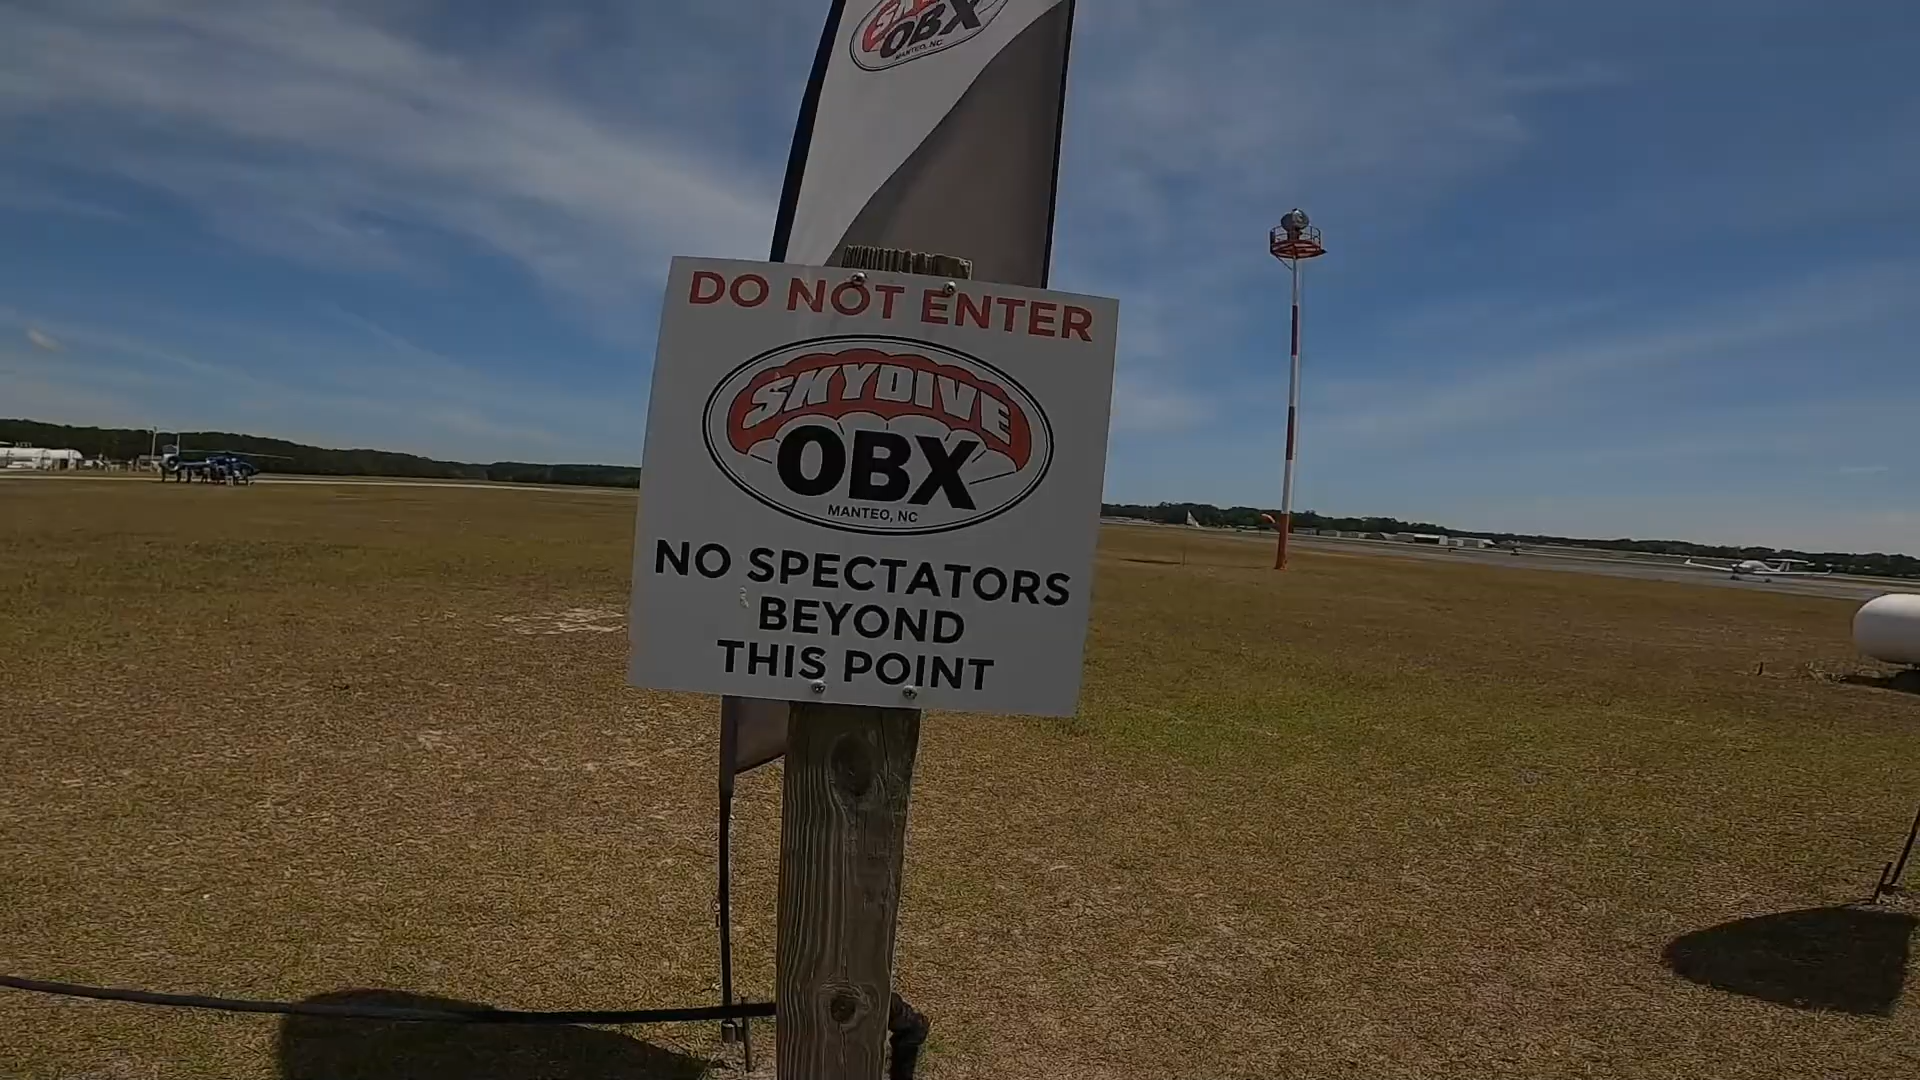 OBX
MANTEO, NC
DO NOT ENTER
SKYDIVE
OBX
MANTEO, NC
NO SPECTATORS
BEYOND
THIS POINT